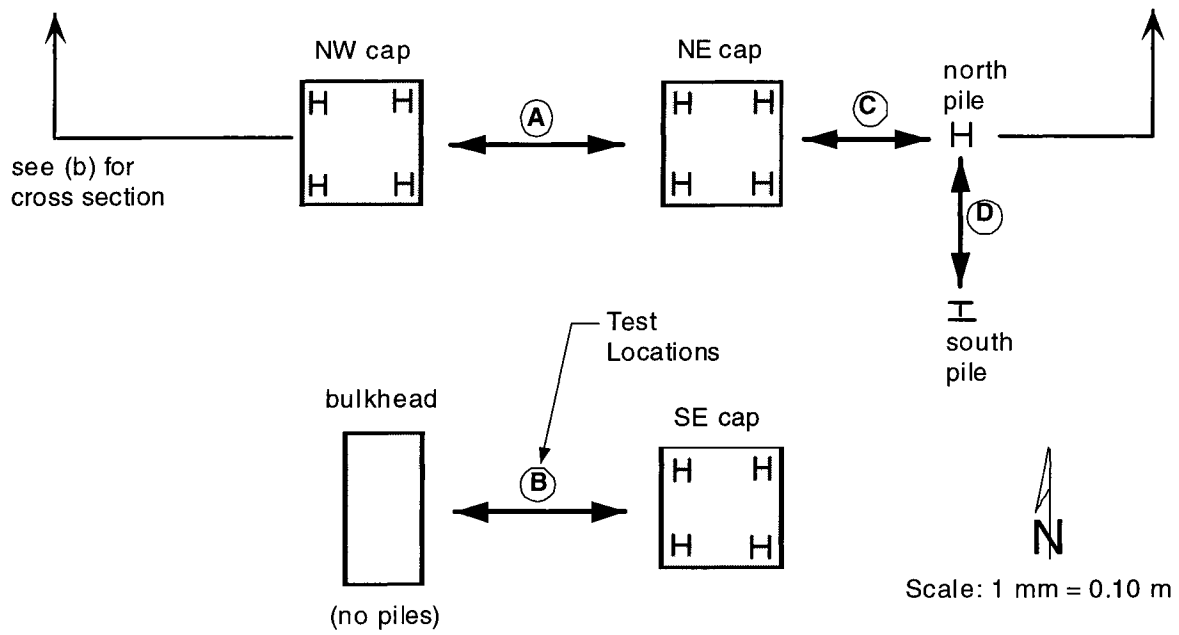 NW cap
NE cap
north
pile
A
C
see (b) for
cross section
D
Test
Locations
south
pile
bulkhead
SE cap
B
N
(no piles)
Scale: 1 mm = 0.10 m